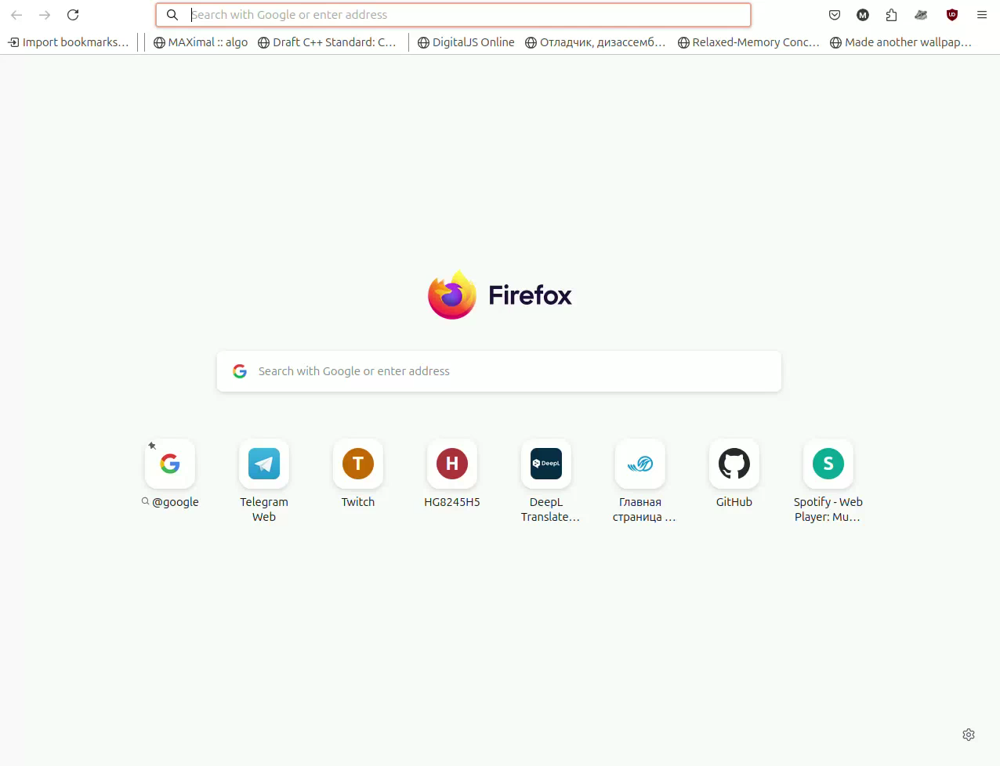 Search with Google or enter address
M
Import bookmarks…
MAXimal :: algo
Draft C++ Standard: C…
DigitalJS Online
Отладчик, дизассемб…
Relaxed-Memory Conc…
Made another wallpap…
Firefox
Search with Google or enter address
T
H
DeepL
S
@google
Telegram
Web
Twitch
HG8245H5
DeepL
Translate…
Главная
страница …
GitHub
Spotify - Web
Player: Mu…